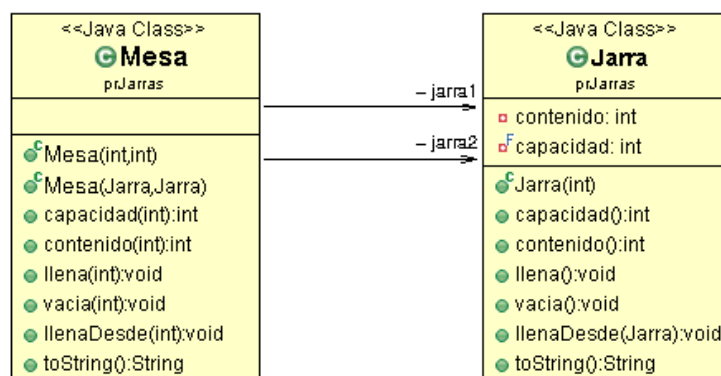 <<Java Class>>
C Mesa
prJarras
C Mesa(int,int)
C Mesa(Jarra,Jarra)
capacidad(int):int
contenido(int):int
llena(int):void
vacia(int):void
llenaDesde(int):void
toString():String
– jarra1
– jarra2
<<Java Class>>
C Jarra
prJarras
contenido: int
F capacidad: int
C Jarra(int)
capacidad():int
contenido():int
llena():void
vacia():void
llenaDesde(Jarra):void
toString():String